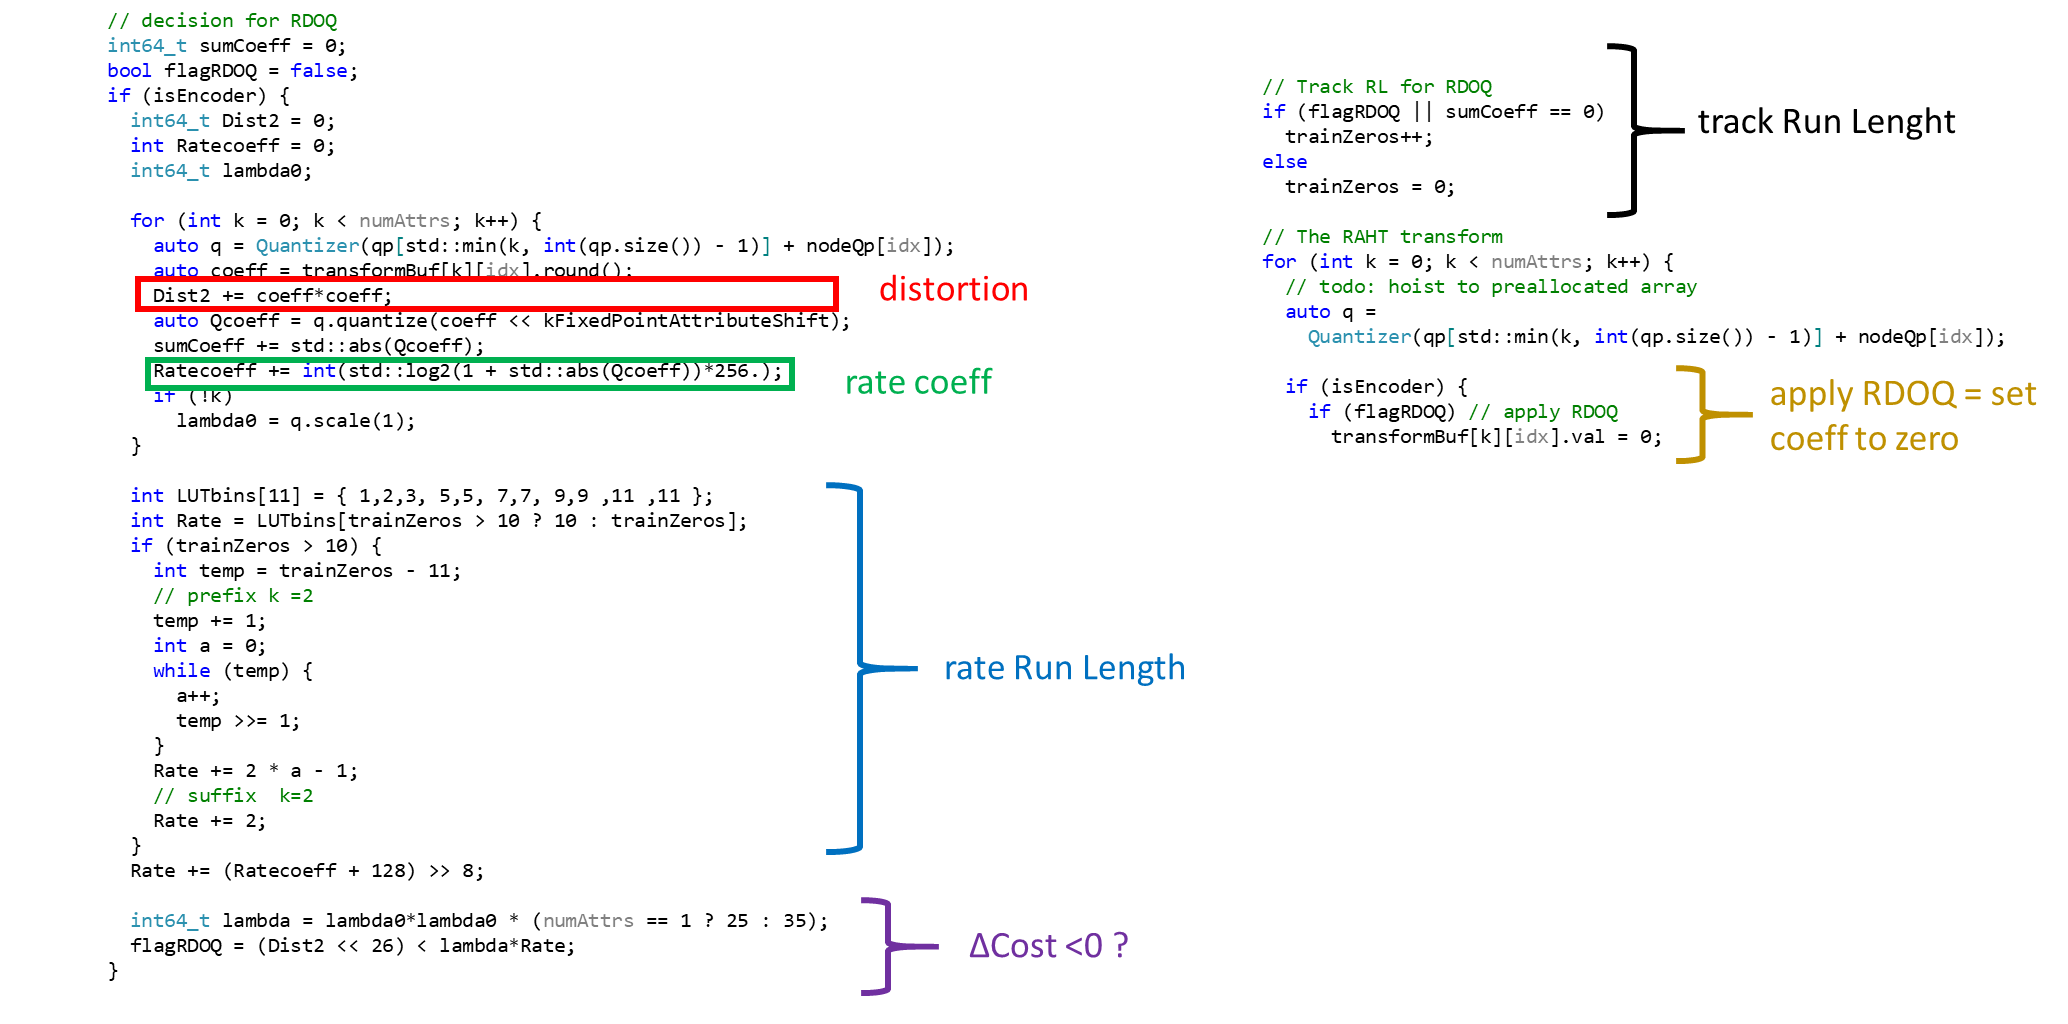 // decision for RDOQ
int64_t sumCoeff = 0;
bool flagRDOQ = false;
if (isEncoder) {
int64_t Dist2 = 0;
int Ratecoeff = 0;
int64_t lambda0;
for (int k = 0; k < numAttrs; k++) {
auto q = Quantizer(qp[std::min(k, int(qp.size()) - 1)] + nodeQp[idx]);
auto coeff = transformBuf[k][idx].round();
Dist2 += coeff*coeff;
distortion
auto Qcoeff = q.quantize(coeff << kFixedPointAttributeShift);
sumCoeff += std::abs(Qcoeff);
Ratecoeff += int(std::log2(1 + std::abs(Qcoeff))*256.);
rate coeff
if (!k)
lambda0 = q.scale(1);
}
int LUTbins[11] = { 1,2,3, 5,5, 7,7, 9,9 ,11 ,11 };
int Rate = LUTbins[trainZeros > 10 ? 10 : trainZeros];
if (trainZeros > 10) {
int temp = trainZeros - 11;
// prefix k =2
temp += 1;
int a = 0;
while (temp) {
a++;
temp >>= 1;
}
Rate += 2 * a - 1;
// suffix  k=2
Rate += 2;
}
rate Run Length
Rate += (Ratecoeff + 128) >> 8;
int64_t lambda = lambda0*lambda0 * (numAttrs == 1 ? 25 : 35);
flagRDOQ = (Dist2 << 26) < lambda*Rate;
}
ΔCost <0 ?
// Track RL for RDOQ
if (flagRDOQ || sumCoeff == 0)
trainZeros++;
else
trainZeros = 0;
track Run Lenght
// The RAHT transform
for (int k = 0; k < numAttrs; k++) {
// todo: hoist to preallocated array
auto q =
Quantizer(qp[std::min(k, int(qp.size()) - 1)] + nodeQp[idx]);
if (isEncoder) {
if (flagRDOQ) // apply RDOQ
transformBuf[k][idx].val = 0;
apply RDOQ = set
coeff to zero